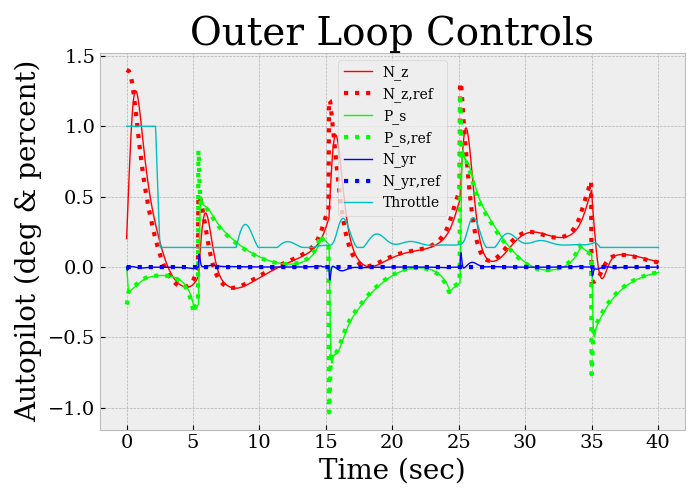 Outer Loop Controls
Autopilot (deg & percent)
1.5
1.0
0.5
0.0
−0.5
−1.0
N_z
N_z,ref
P_s
P_s,ref
N_yr
N_yr,ref
Throttle
0 5 10 15 20 25 30 35 40
Time (sec)